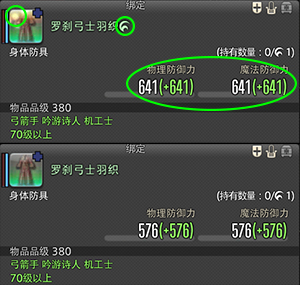 绑定
罗刹弓士羽织
身体防具
(持有数量：0/ 1)
物理防御力 魔法防御力
641(+641) 641(+641)
物品品级 380
弓箭手 吟游诗人 机工士
70级以上
绑定
罗刹弓士羽织
身体防具
(持有数量：0/ 1)
物理防御力 魔法防御力
576(+576) 576(+576)
物品品级 380
弓箭手 吟游诗人 机工士
70级以上